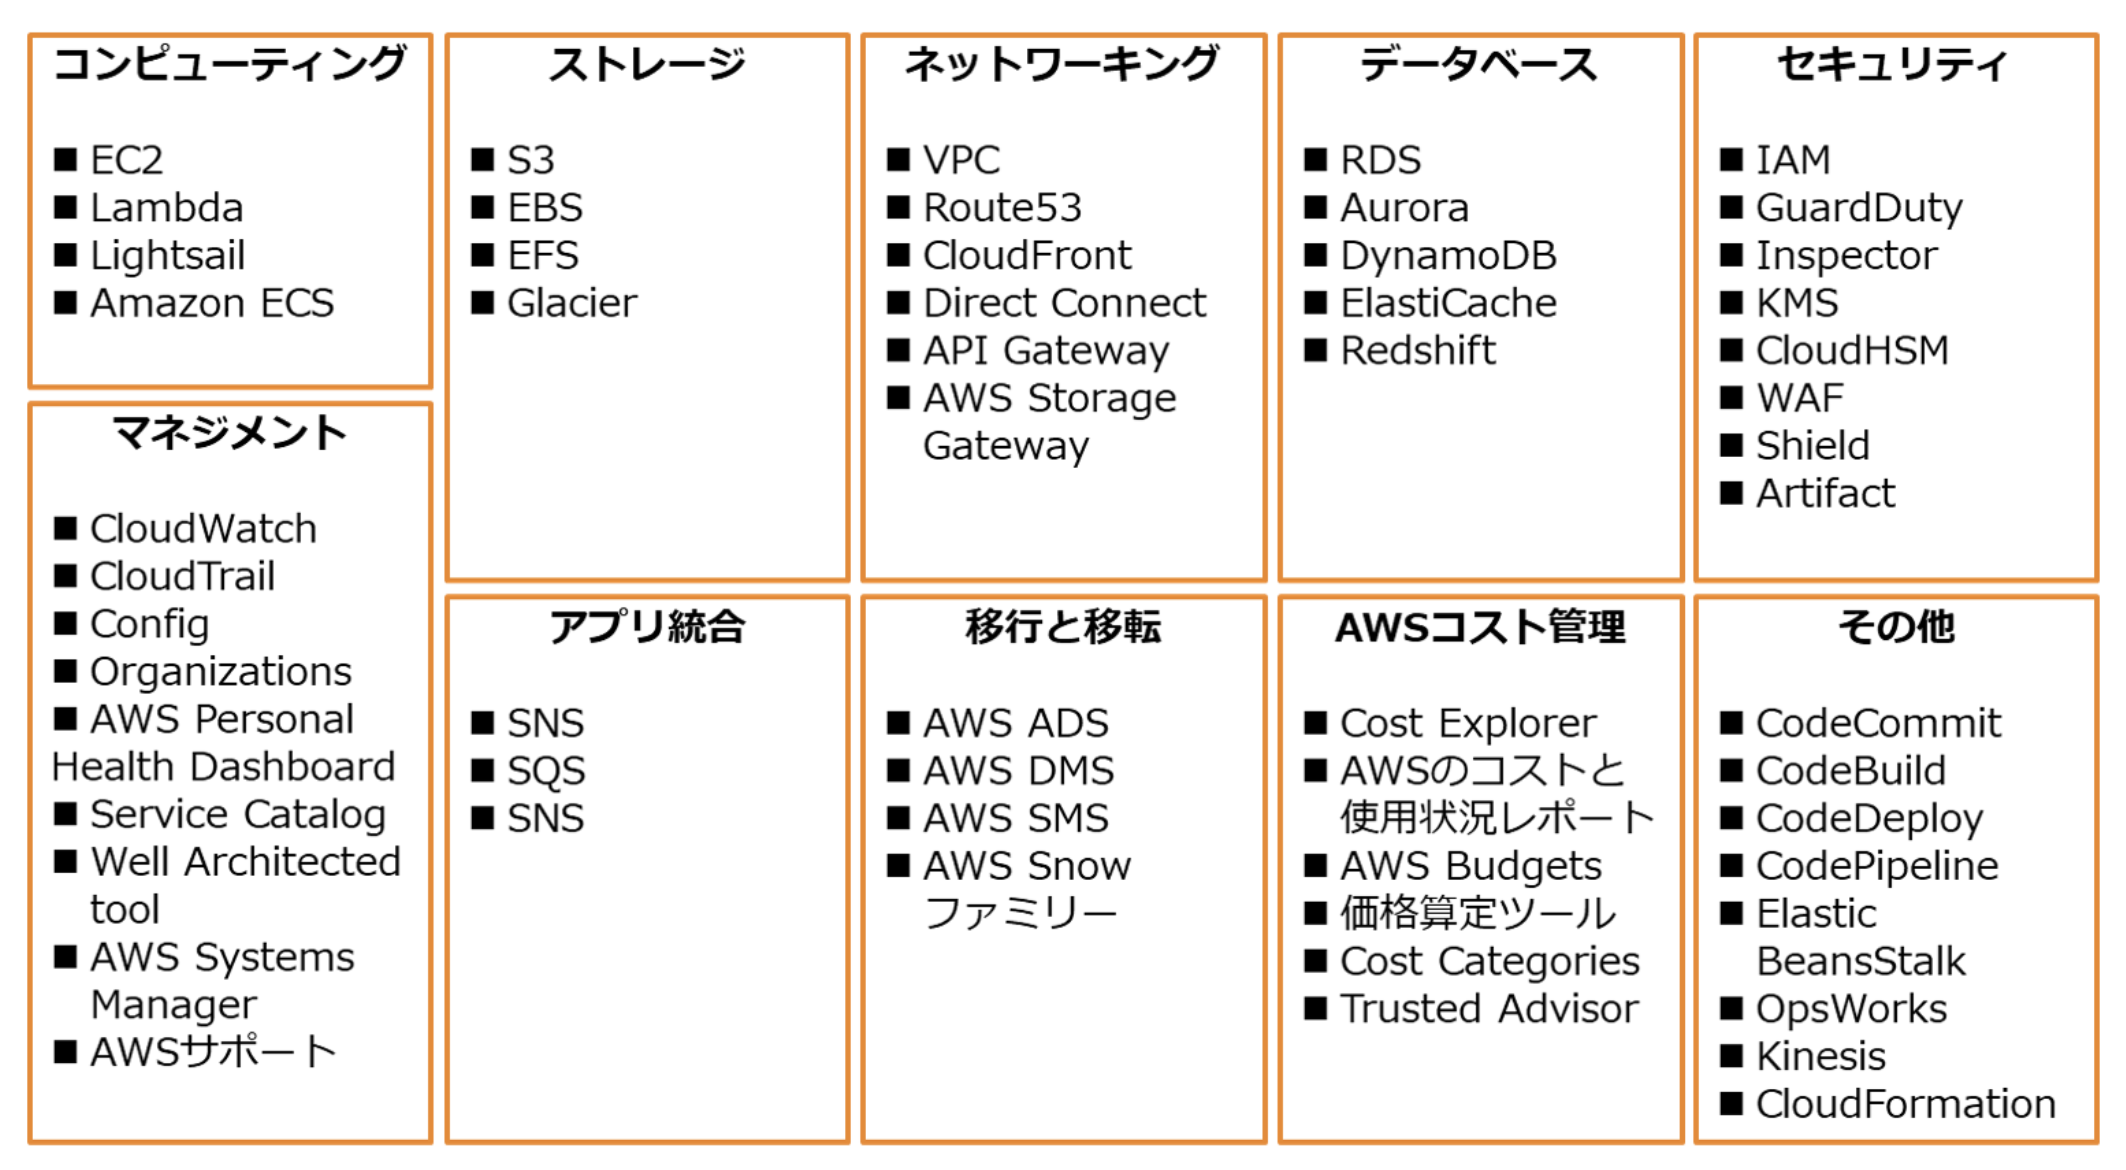 コンピューティング
■ EC2
■ Lambda
■ Lightsail
■ Amazon ECS
ストレージ
■ S3
■ EBS
■ EFS
■ Glacier
ネットワーキング
■ VPC
■ Route53
■ CloudFront
■ Direct Connect
■ API Gateway
■ AWS Storage
Gateway
データベース
■ RDS
■ Aurora
■ DynamoDB
■ ElastiCache
■ Redshift
セキュリティ
■ IAM
■ GuardDuty
■ Inspector
■ KMS
■ CloudHSM
■ WAF
■ Shield
■ Artifact
マネジメント
■ CloudWatch
■ CloudTrail
■ Config
■ Organizations
■ AWS Personal
Health Dashboard
■ Service Catalog
■ Well Architected
tool
■ AWS Systems
Manager
■ AWSサポート
アプリ統合
■ SNS
■ SQS
■ SNS
移行と移転
■ AWS ADS
■ AWS DMS
■ AWS SMS
■ AWS Snow
ファミリー
AWSコスト管理
■ Cost Explorer
■ AWSのコストと
使用状況レポート
■ AWS Budgets
■ 価格算定ツール
■ Cost Categories
■ Trusted Advisor
その他
■ CodeCommit
■ CodeBuild
■ CodeDeploy
■ CodePipeline
■ Elastic
BeansStalk
■ OpsWorks
■ Kinesis
■ CloudFormation